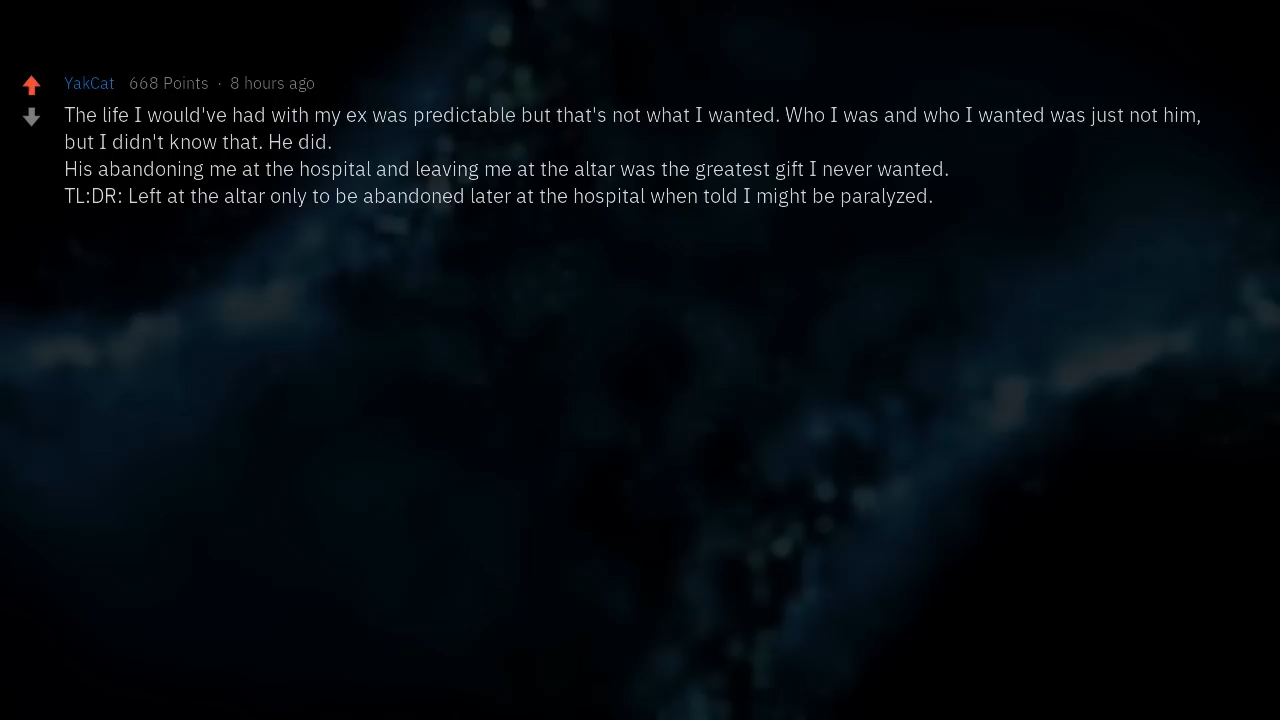 YakCat 668 Points · 8 hours ago
The life I would've had with my ex was predictable but that's not what I wanted. Who I was and who I wanted was just not him,
but I didn't know that. He did.
His abandoning me at the hospital and leaving me at the altar was the greatest gift I never wanted.
TL:DR: Left at the altar only to be abandoned later at the hospital when told I might be paralyzed.